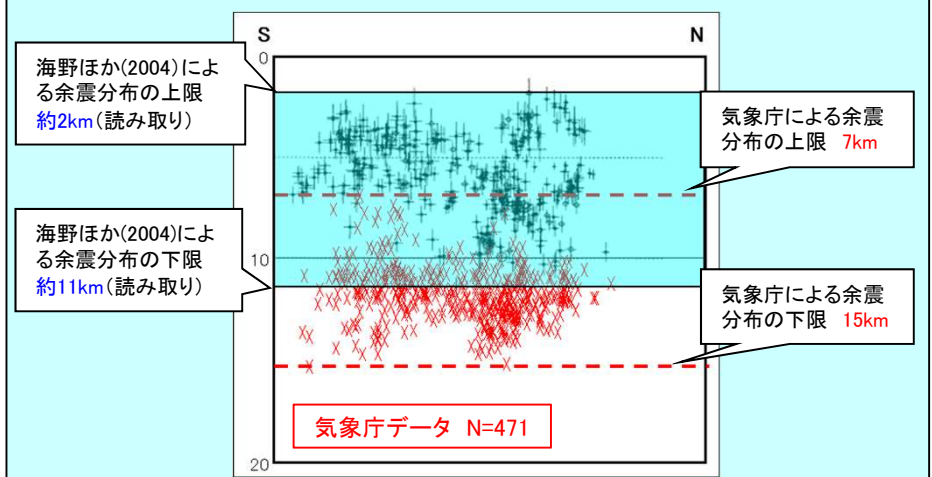 S
N
0
海野ほか(2004)によ
る余震分布の上限
約2km(読み取り)
気象庁による余震
分布の上限 7km
海野ほか(2004)によ
る余震分布の下限
約11km(読み取り)
10
気象庁による余震
分布の下限 15km
気象庁データ N=471
20